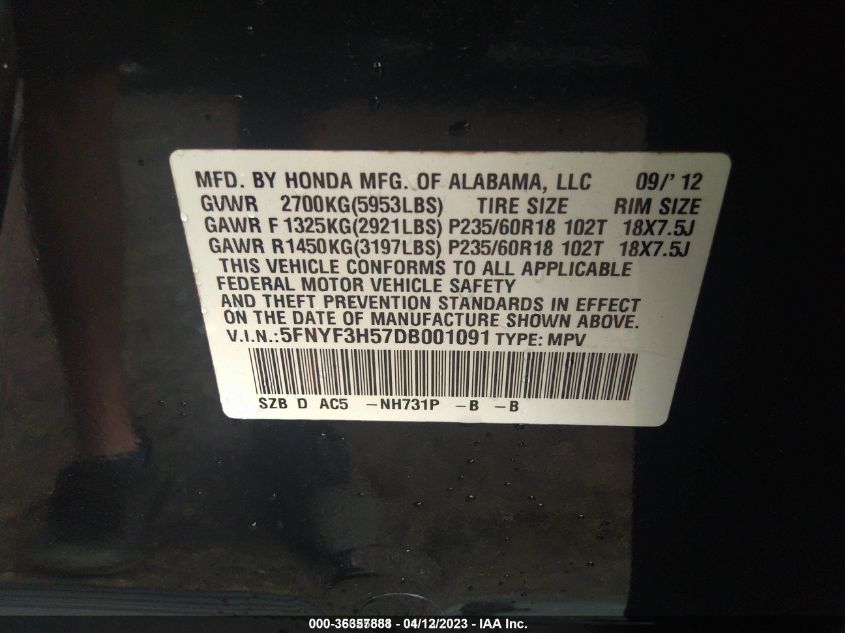 MFD. BY HONDA MFG. OF ALABAMA, LLC 09/' 12
GVWR 2700KG(5953LBS) TIRE SIZE RIM SIZE
GAWR F 1325KG(2921LBS) P235/60R18 102T 18X7.5J
GAWR R1450KG(3197LBS) P235/60R18 102T 18X7.5J
THIS VEHICLE CONFORMS TO ALL APPLICABLE
FEDERAL MOTOR VEHICLE SAFETY
AND THEFT PREVENTION STANDARDS IN EFFECT
ON THE DATE OF MANUFACTURE SHOWN ABOVE.
V.I.N.:5FNYF3H57DB001091 TYPE: MPV
SZB D AC5 -NH731P -B -B
04/12/2023 - IAA Inc.